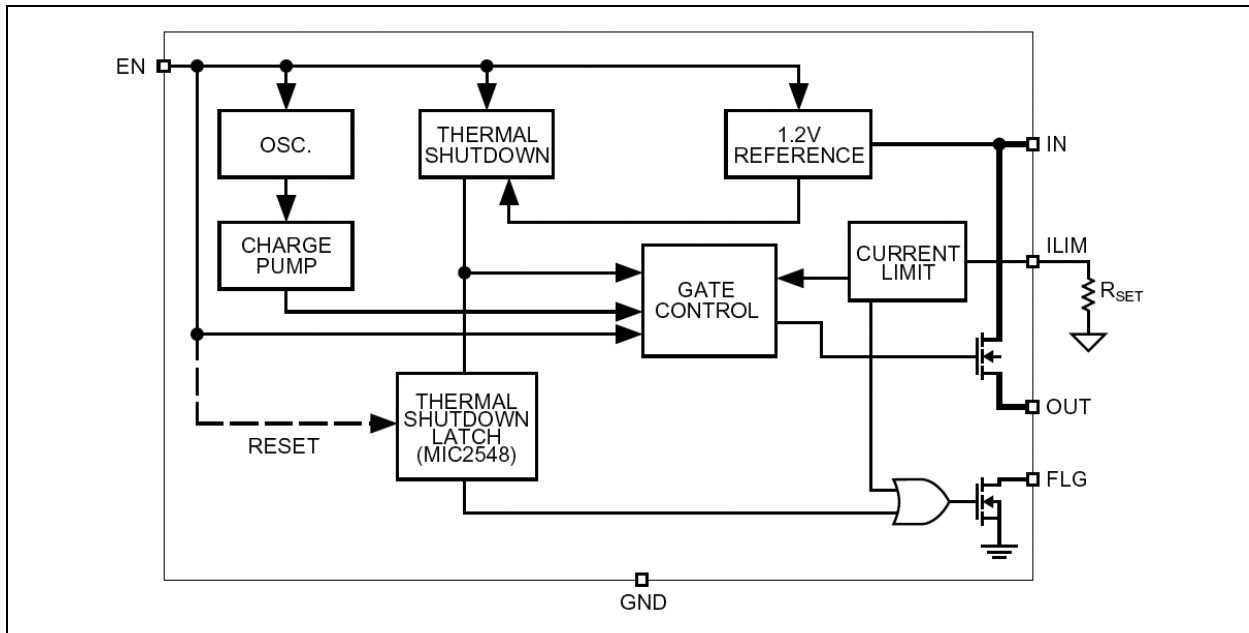 EN
OSC.
THERMAL
SHUTDOWN
1.2V
REFERENCE
IN
CHARGE
PUMP
GATE
CONTROL
CURRENT
LIMIT
ILIM
RSET
THERMAL
SHUTDOWN
LATCH
(MIC2548)
RESET
OUT
FLG
GND